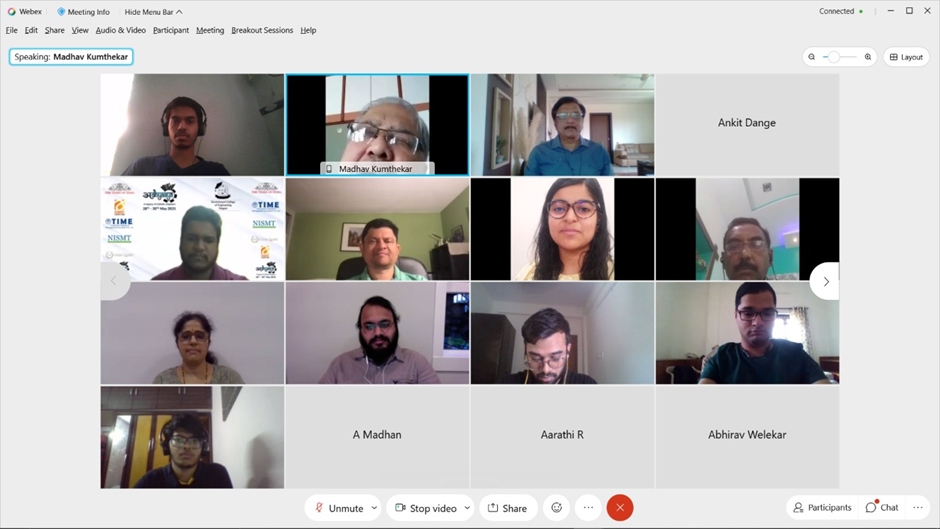 Webex
Meeting Info
Hide Menu Bar
Connected
File Edit Share View Audio & Video Participant Meeting Breakout Sessions Help
Speaking: Madhav Kumthekar
Layout
Madhav Kumthekar
Ankit Dange
TIME
NISMT
TIME
NISMT
A Madhan
Aarathi R
Abhirav Welekar
Unmute
Stop video
Share
Participants
Chat